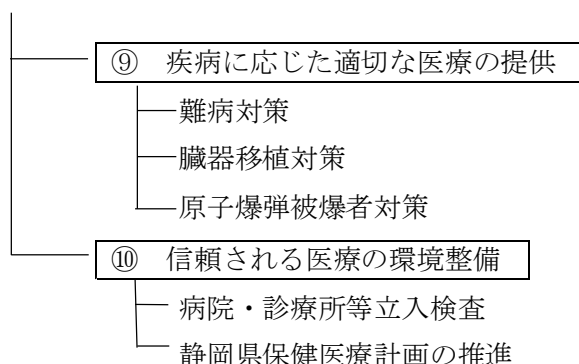 ⑨ 疾病に応じた適切な医療の提供
難病対策
臓器移植対策
原子爆弾被爆者対策
⑩ 信頼される医療の環境整備
病院・診療所等立入検査
静岡県保健医療計画の推進